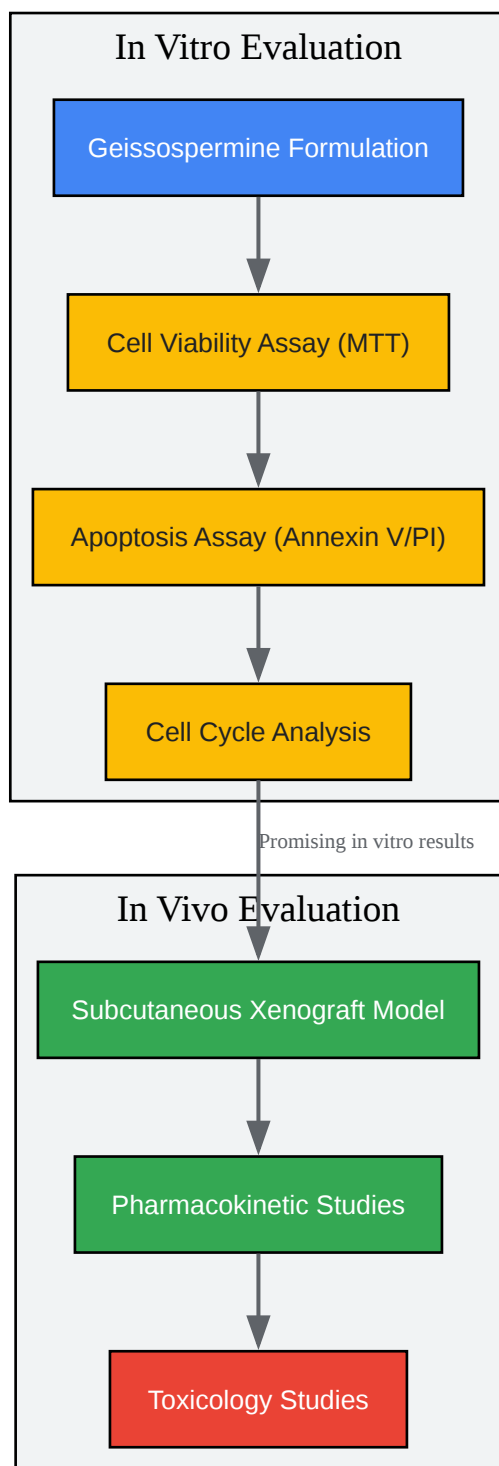 In Vitro Evaluation
Geissospermine Formulation
Cell Viability Assay (MTT)
Apoptosis Assay (Annexin V/PI)
Cell Cycle Analysis
Promising in vitro results
In Vivo Evaluation
Subcutaneous Xenograft Model
Pharmacokinetic Studies
Toxicology Studies